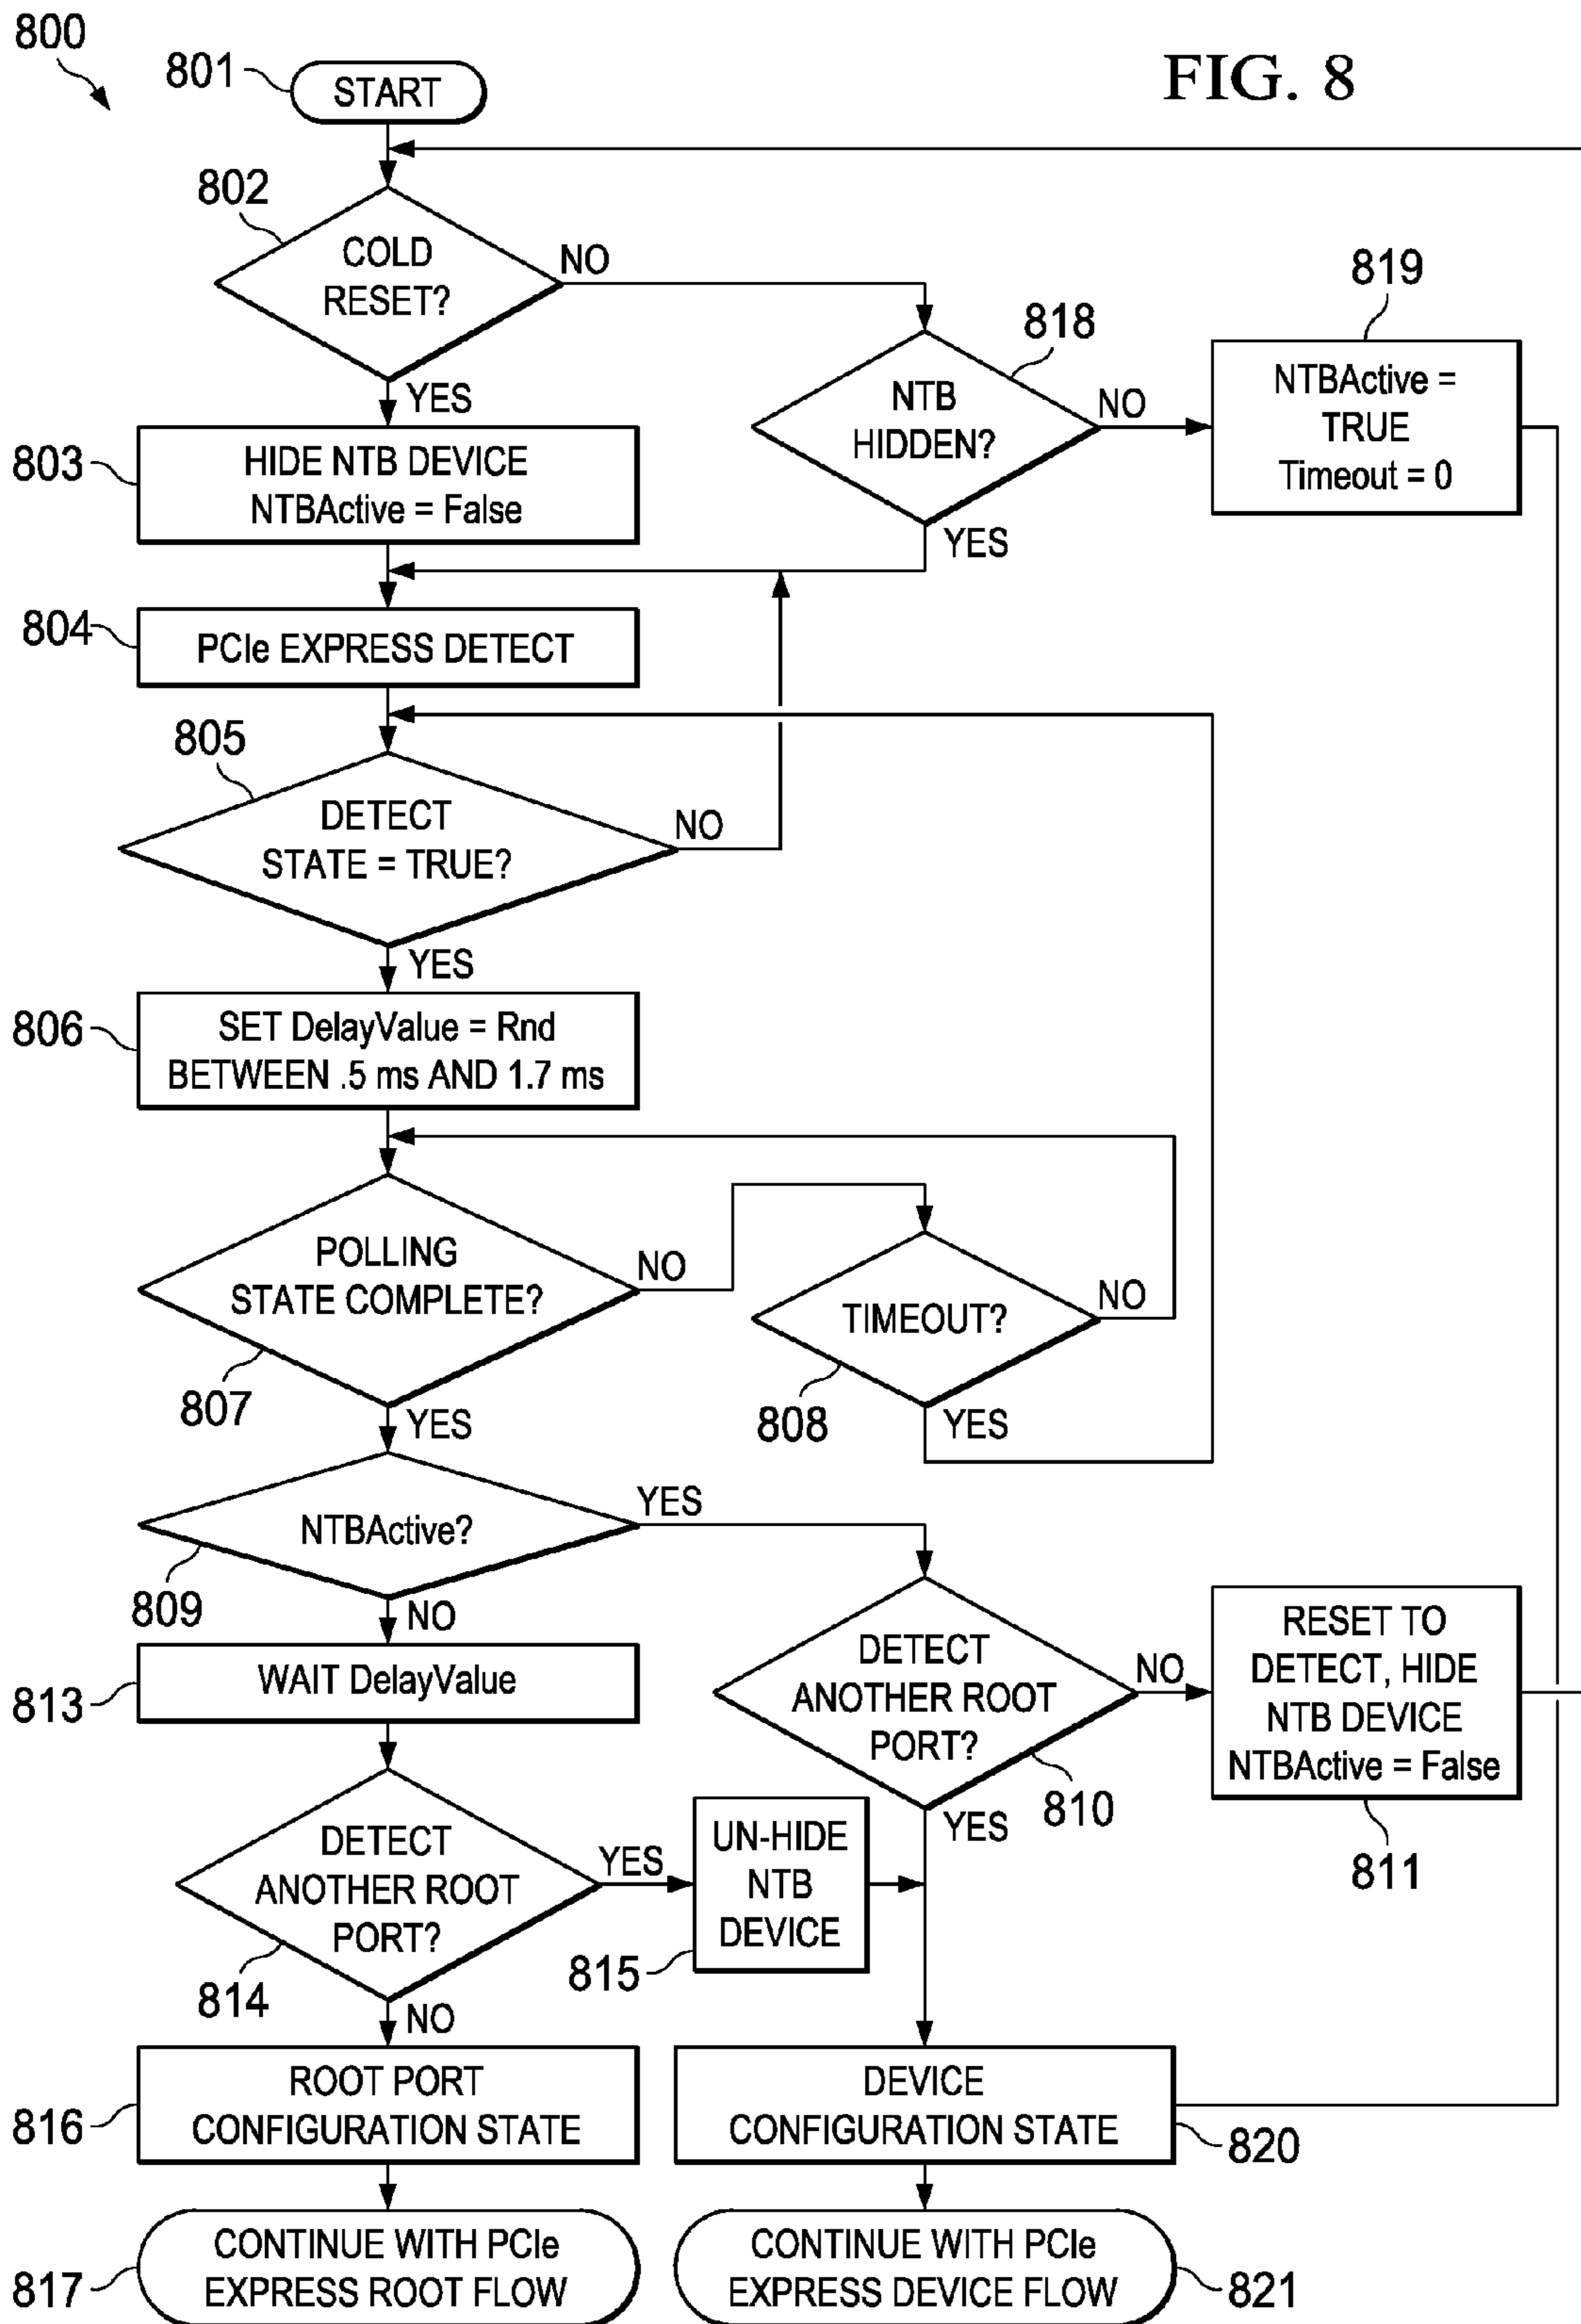 800
801
START
FIG. 8
802
COLD
RESET?
NO
YES
818
NTB
HIDDEN?
NO
YES
819
NTBActive =
TRUE
Timeout = 0
803
HIDE NTB DEVICE
NTBActive = False
804
PCIe EXPRESS DETECT
805
DETECT
STATE = TRUE?
NO
YES
806
SET DelayValue = Rnd
BETWEEN .5 ms AND 1.7 ms
POLLING
STATE COMPLETE?
NO
807
YES
TIMEOUT?
NO
808
YES
NTBActive?
YES
809
NO
813
WAIT DelayValue
DETECT
ANOTHER ROOT
PORT?
NO
810
YES
RESET TO
DETECT, HIDE
NTB DEVICE
NTBActive = False
811
DETECT
ANOTHER ROOT
PORT?
YES
814
NO
UN-HIDE
NTB
DEVICE
815
816
ROOT PORT
CONFIGURATION STATE
DEVICE
CONFIGURATION STATE
820
817
CONTINUE WITH PCIe
EXPRESS ROOT FLOW
CONTINUE WITH PCIe
EXPRESS DEVICE FLOW
821